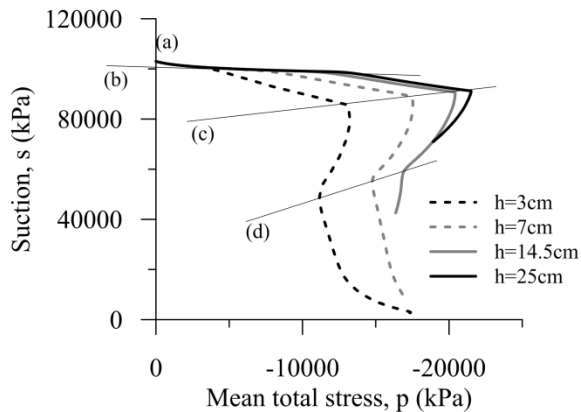 120000
(a)
(b)
80000
(c)
40000
(d)
0
h=3cm
h=7cm
h=14.5cm
h=25cm
0
-10000
-20000
Suction, s (kPa)
Mean total stress, p (kPa)